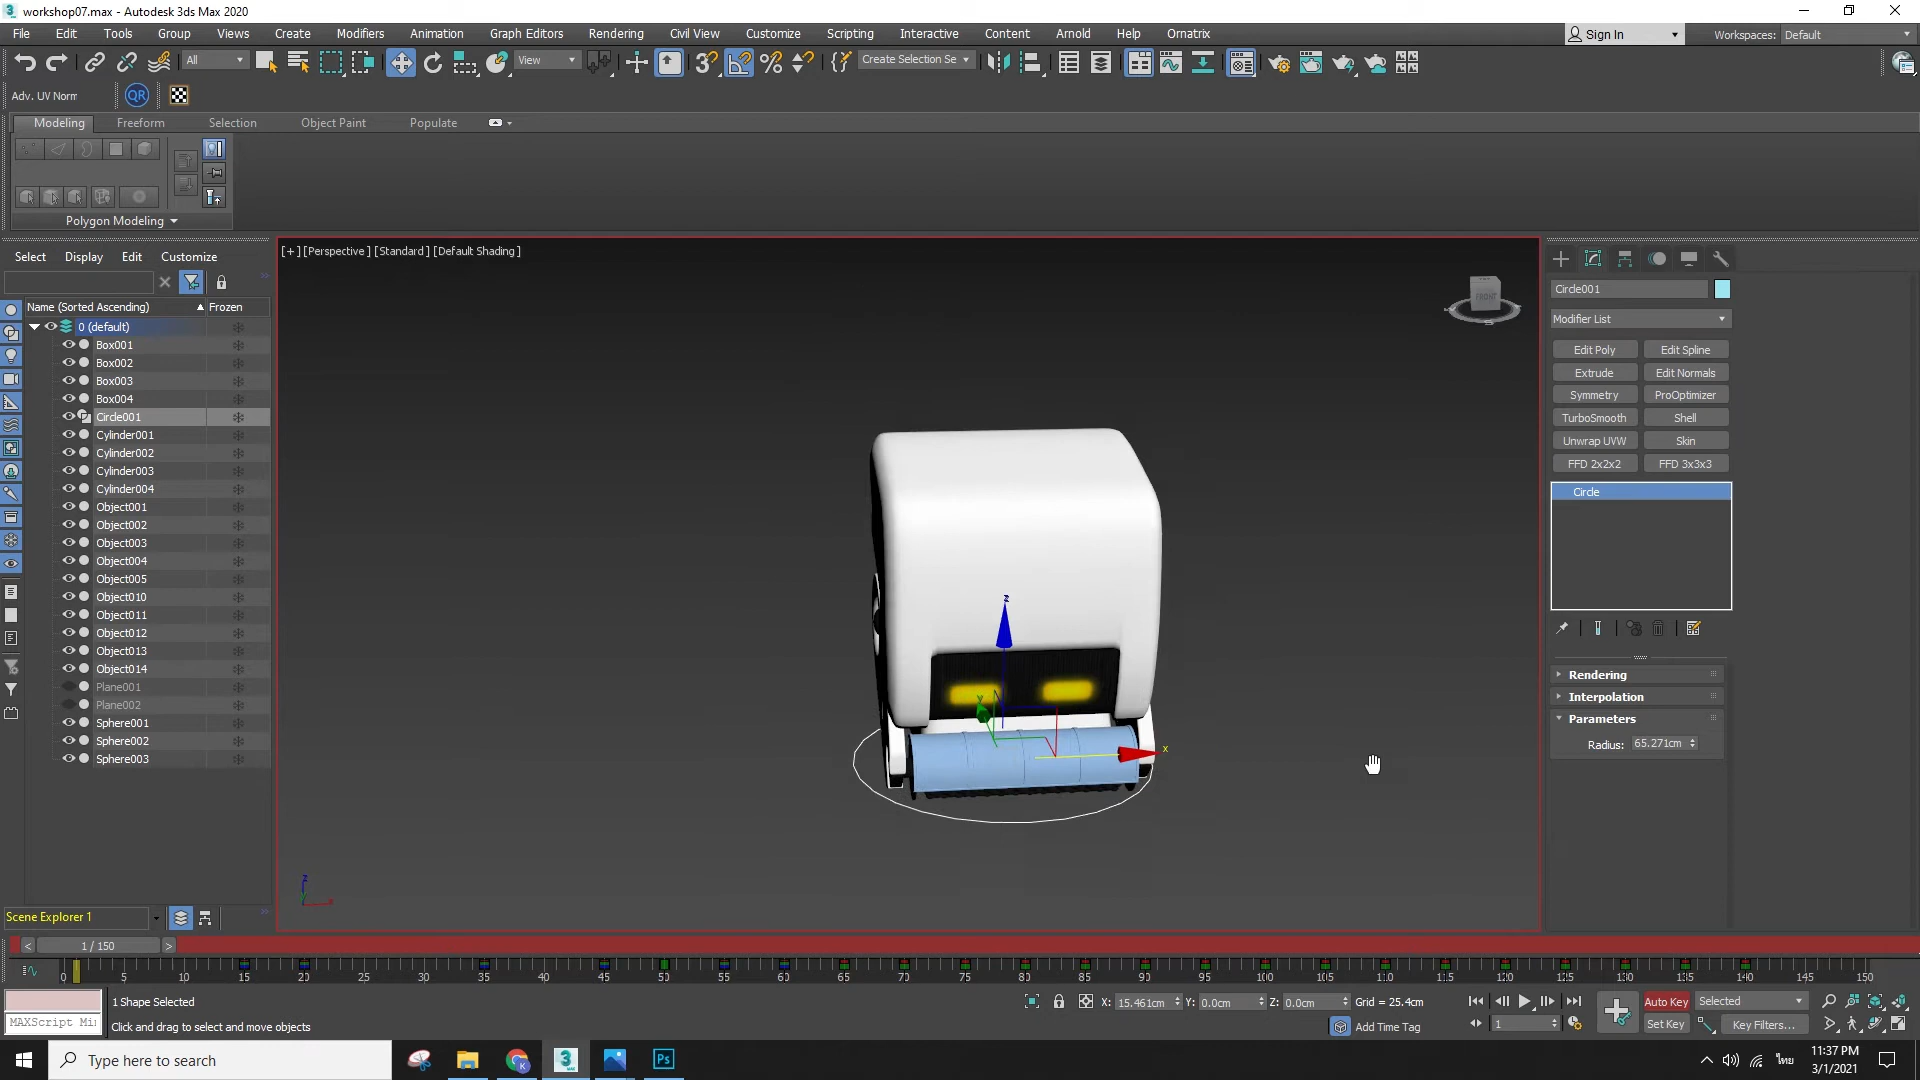 workshop07.max - Autodesk 3ds Max 2020
File Edit Tools Group Views Create Modifiers Animation Graph Editors Rendering Civil View Customize Scripting Interactive Content Arnold Help Ornatrix
Sign In
Workspaces: Default
All
View
Create Selection Se
Adv. UV Norm
QR
Modeling Freeform Selection Object Paint Populate
Polygon Modeling
Select Display Edit Customize
Name (Sorted Ascending) Frozen
0 (default)
Box001
Box002
Box003
Box004
Circle001
Cylinder001
Cylinder002
Cylinder003
Cylinder004
Object001
Object002
Object003
Object004
Object005
Object010
Object011
Object012
Object013
Object014
Plane001
Plane002
Sphere001
Sphere002
Sphere003
Scene Explorer 1
[+] [Perspective] [Standard] [Default Shading]
FRONT
z
x
y
z
Circle001
Modifier List
Edit Poly Edit Spline
Extrude Edit Normals
Symmetry ProOptimizer
TurboSmooth Shell
Unwrap UVW Skin
FFD 2x2x2 FFD 3x3x3
Circle
Rendering
Interpolation
Parameters
Radius: 65.271cm
< 1 / 150 >
0 5 10 15 20 25 30 35 40 45 50 55 60 65 70 75 80 85 90 95 100 105 110 115 120 125 130 135 140 145 150
1 Shape Selected
MAXScript Mi
Click and drag to select and move objects
X: 15.461cm Y: 0.0cm Z: 0.0cm Grid = 25.4cm
Add Time Tag
1
Auto Key Selected
Set Key Key Filters...
Type here to search
K
3
Ps
ไทย
11:37 PM
3/1/2021